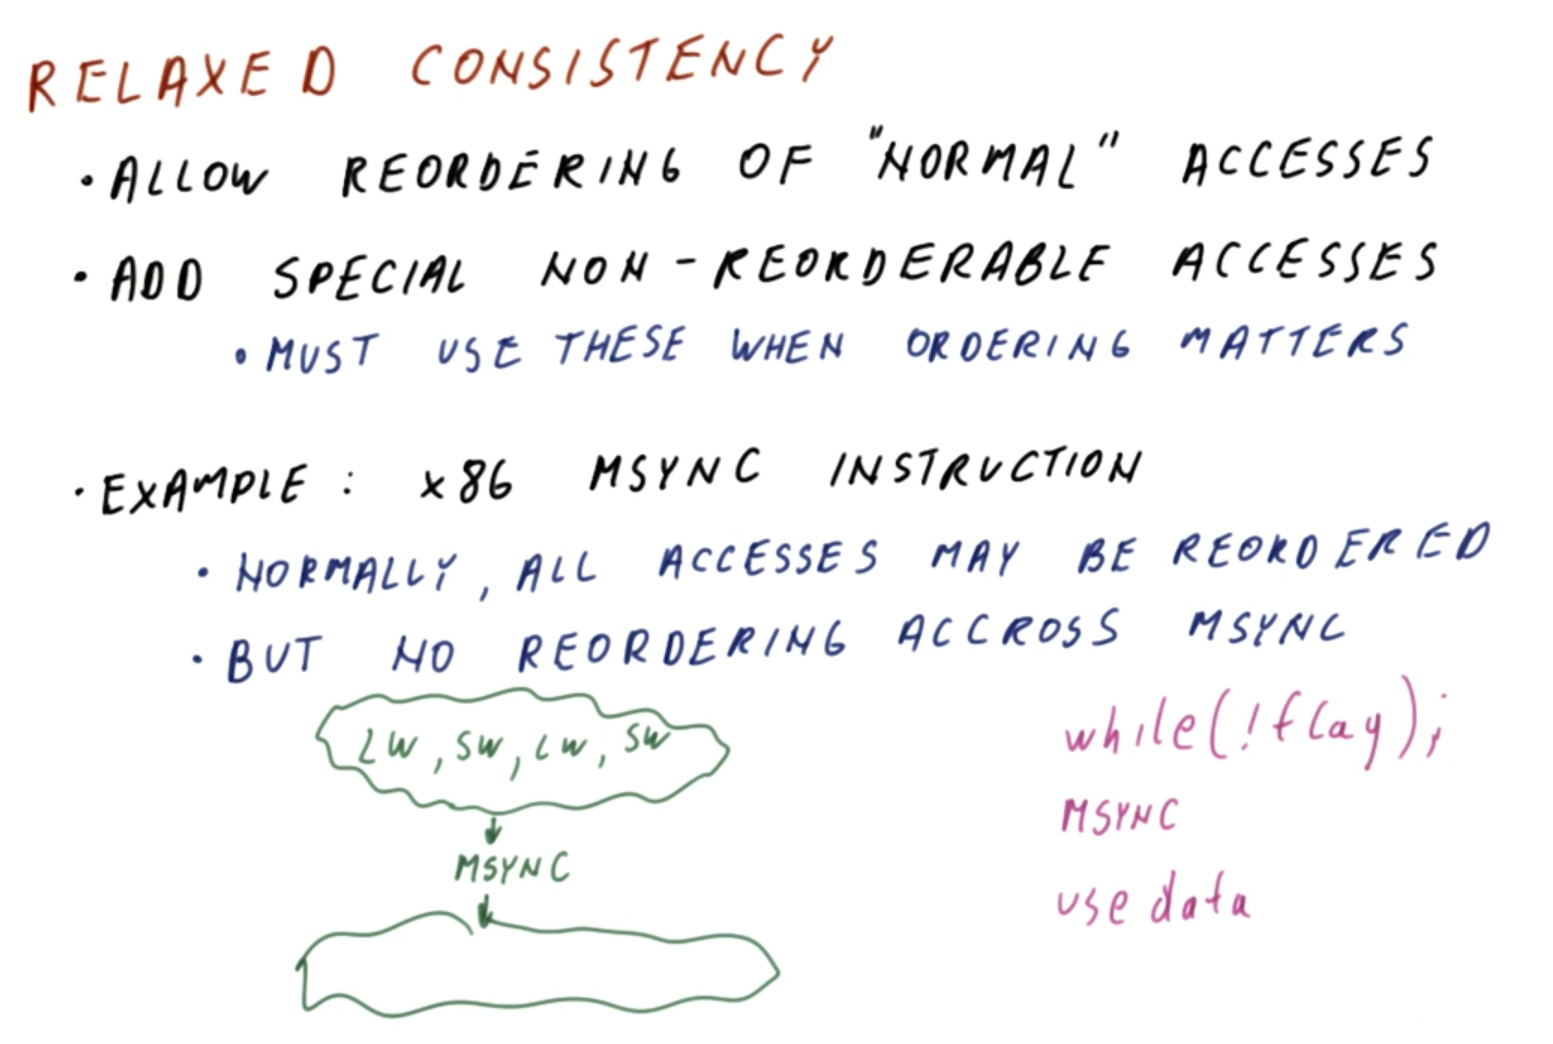 RELAXED CONSISTENCY
• ALLOW REORDERING OF "NORMAL" ACCESSES
• ADD SPECIAL NON-REORDERABLE ACCESSES
• MUST USE THESE WHEN ORDERING MATTERS
• EXAMPLE: x86 MSYNC INSTRUCTION
• NORMALLY, ALL ACCESSES MAY BE REORDERED
• BUT NO REORDERING ACCROSS MSYNC
LW, SW, LW, SW
MSYNC
while(!flag);
MSYNC
use data